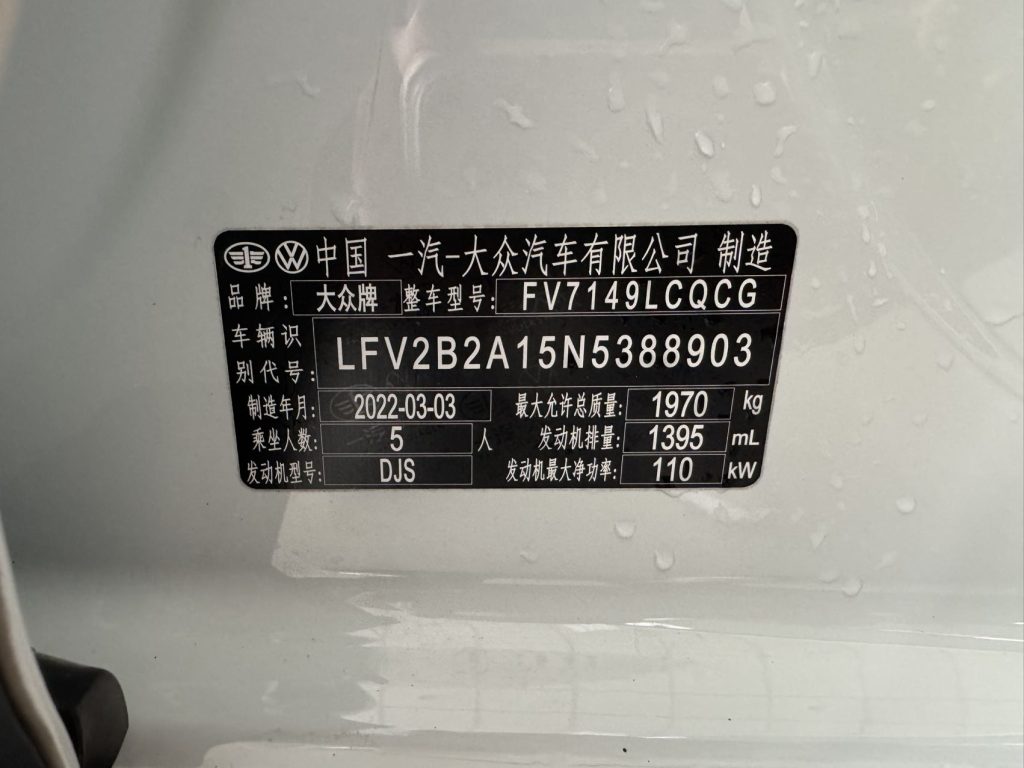 中国 一汽-大众汽车有限公司 制造
品牌: 大众牌 整车型号: FV7149LCQCG
车辆识别代号: LFV2B2A15N5388903
制造年月: 2022-03-03 最大允许总质量: 1970 kg
乘坐人数: 5 人 发动机排量: 1395 mL
发动机型号: DJS 发动机最大净功率: 110 kW